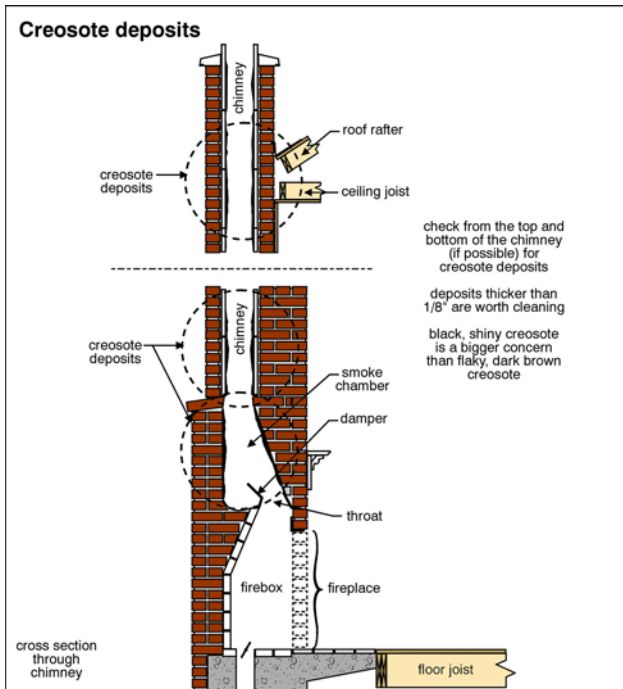 Creosote deposits
chimney
roof rafter
creosote
deposits
ceiling joist
check from the top and
bottom of the chimney
(if possible) for
creosote deposits
deposits thicker than
1/8" are worth cleaning
black, shiny creosote
is a bigger concern
than flaky, dark brown
creosote
chimney
creosote
deposits
smoke
chamber
damper
throat
firebox
fireplace
cross section
through
chimney
floor joist